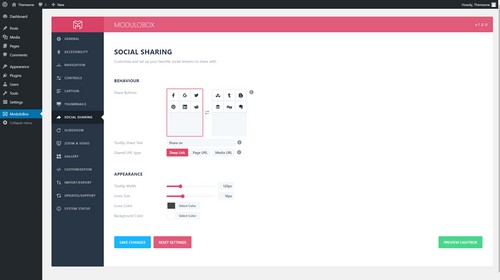 Themeone
New
Howdy, Themeone
Dashboard
Posts
Media
Pages
Comments
Appearance
Plugins
Users
Tools
Settings
ModuloBox
Collapse menu
MODULOBOX
v1.0.0
GENERAL
ACCESSIBILITY
NAVIGATION
CONTROLS
CAPTION
THUMBNAILS
SOCIAL SHARING
SLIDESHOW
ZOOM & VIDEO
GALLERY
CUSTOMIZATION
IMPORT/EXPORT
UPDATES/SUPPORT
SYSTEM STATUS
SOCIAL SHARING
Customize and set up your favorite social buttons to share with.
BEHAVIOUR
Share Buttons
Tooltip Share Text
Share on
Shared URL type
Deep Link
Page URL
Media URL
APPEARANCE
Tooltip Width
120px
Icons Size
16px
Icons Color
Select Color
Background Color
Select Color
SAVE CHANGES
RESET SETTINGS
PREVIEW LIGHTBOX